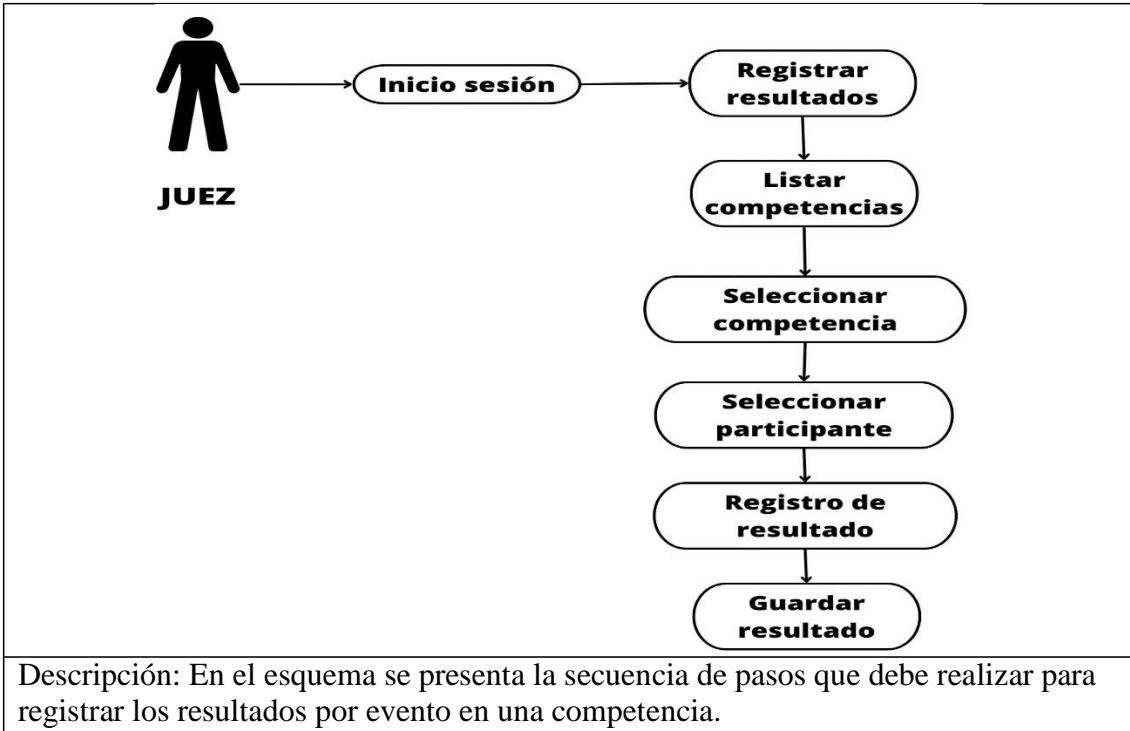 JUEZ
Inicio sesión
Registrar
resultados
Listar
competencias
Seleccionar
competencia
Seleccionar
participante
Registro de
resultado
Guardar
resultado
Descripción: En el esquema se presenta la secuencia de pasos que debe realizar para
registrar los resultados por evento en una competencia.